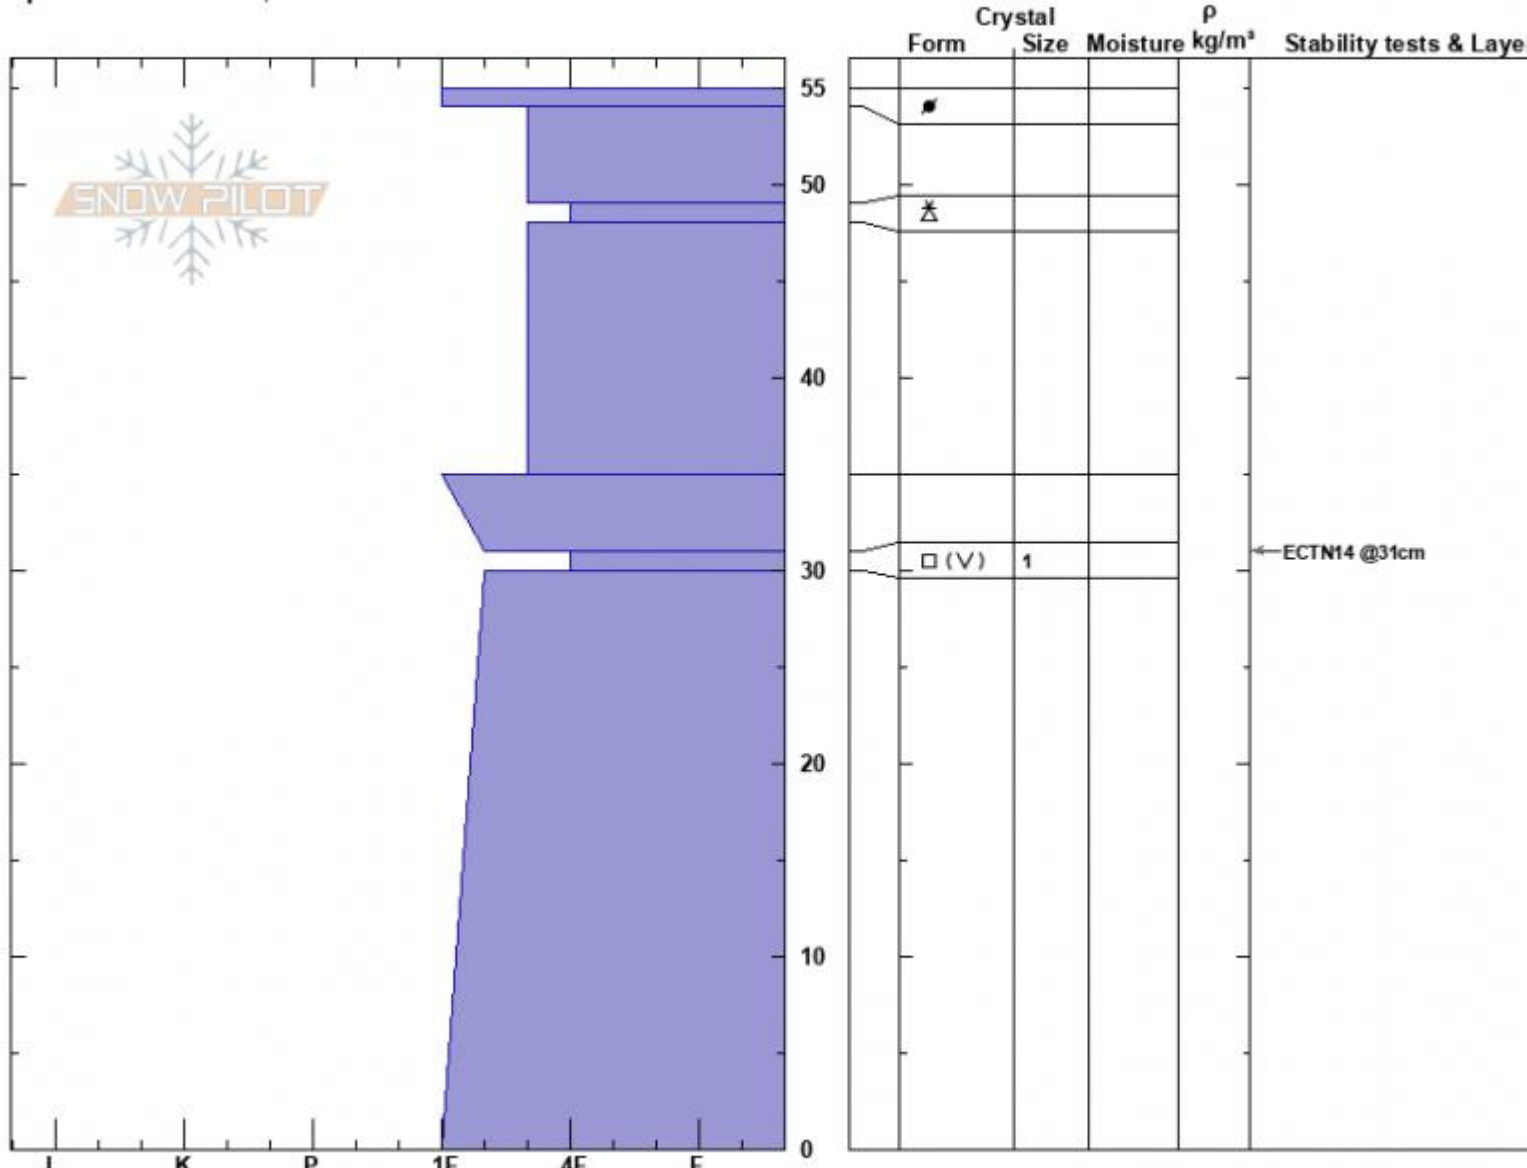 Crystal
ρ
Form Size Moisture kg/m³ Stability tests & Laye
SNOW PILOT
55
50
40
30
20
10
0
1
ECTN14 @31cm
I K P 1F 4F F